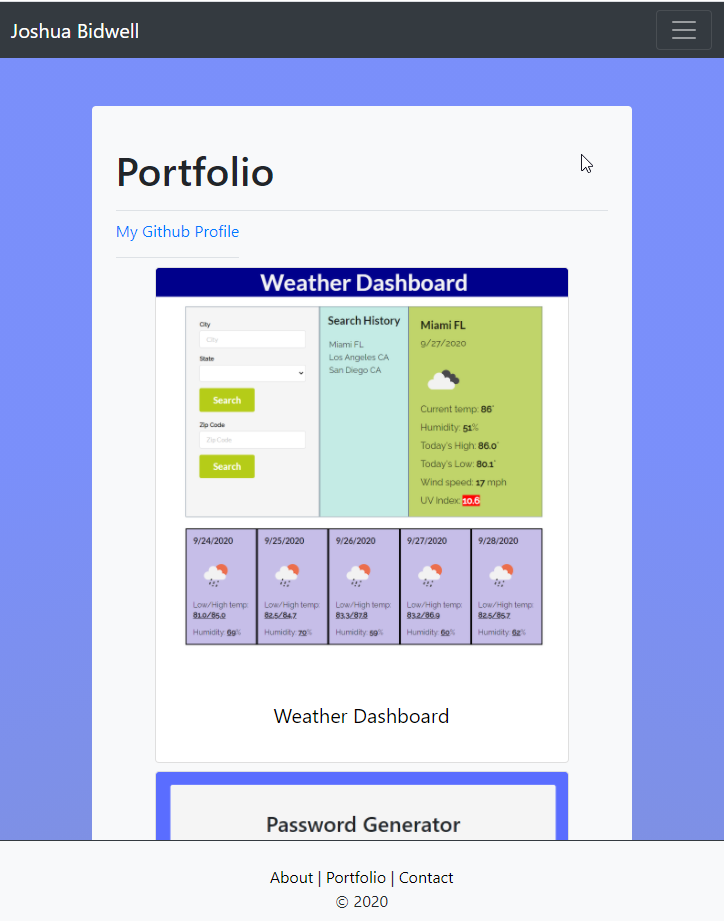 Joshua Bidwell
Portfolio
My Github Profile
Weather Dashboard
City
City
State
Search
Zip Code
Zip Code
Search
Search History
Miami FL
Los Angeles CA
San Diego CA
Miami FL
9/27/2020
Current temp: 86°
Humidity: 51%
Today's High: 86.0°
Today's Low: 80.1°
Wind speed: 17 mph
UV Index: 10.6
9/24/2020
Low/High temp:
81.0/85.0
Humidity: 69%
9/25/2020
Low/High temp:
82.5/84.7
Humidity: 70%
9/26/2020
Low/High temp:
83.3/87.8
Humidity: 59%
9/27/2020
Low/High temp:
83.2/86.9
Humidity: 60%
9/28/2020
Low/High temp:
82.5/85.7
Humidity: 62%
Weather Dashboard
Password Generator
About | Portfolio | Contact
© 2020